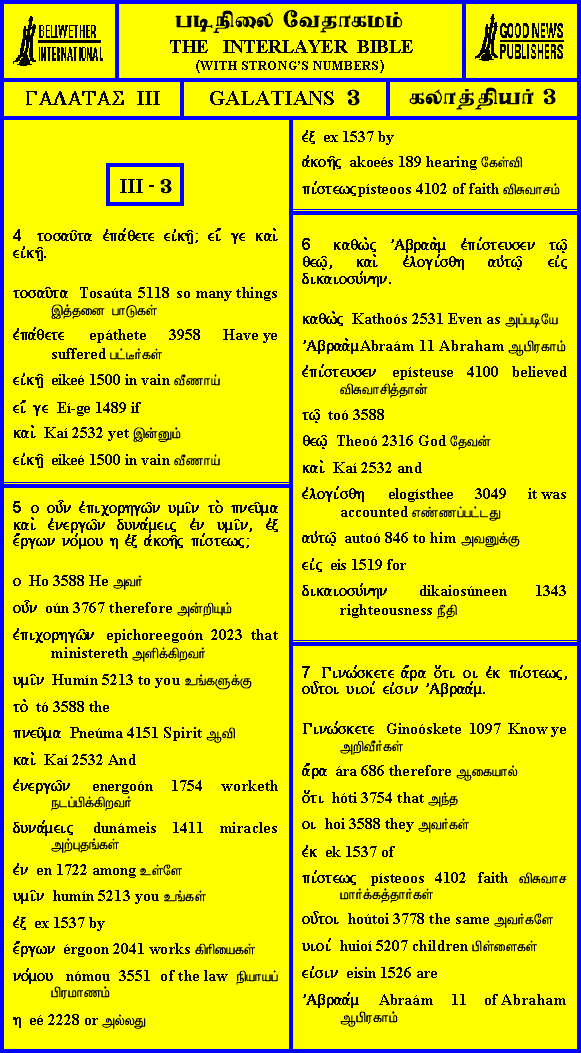 BELLWETHER
INTERNATIONAL
படிநிலை வேதாகமம்
THE INTERLAYER BIBLE
(WITH STRONG'S NUMBERS)
GOOD NEWS
PUBLISHERS
ΓΑΛΑΤΑΣ III
GALATIANS 3
கலாத்தியர் 3
III - 3
4 τοσαῦτα ἐπάθετε εἰκῇ; εἴ γε καὶ
εἰκῇ.
τοσαῦτα Tosaúta 5118 so many things
இத்தனை பாடுகள்
ἐπάθετε epáthete 3958 Have ye
suffered பட்டீர்கள்
εἰκῇ eikeé 1500 in vain வீணாய்
εἴ γε Eí-ge 1489 if
καὶ Kaí 2532 yet இன்னும்
εἰκῇ eikeé 1500 in vain வீணாய்
5 ο οὖν ἐπιχορηγῶν υμῖν τὸ πνεῦμα
καὶ ἐνεργῶν δυνάμεις ἐν υμῖν, ἐξ
ἔργων νόμου η ἐξ ἀκοῆς πίστεως;
ο Ho 3588 He அவர்
οὖν oún 3767 therefore அன்றியும்
ἐπιχορηγῶν epichoreegoón 2023 that
ministereth அளிக்கிறவர்
υμῖν Humín 5213 to you உங்களுக்கு
τὸ tó 3588 the
πνεῦμα Pneúma 4151 Spirit ஆவி
καὶ Kaí 2532 And
ἐνεργῶν energoón 1754 worketh
நடப்பிக்கிறவர்
δυνάμεις dunámeis 1411 miracles
அற்புதங்கள்
ἐν en 1722 among உள்ளே
υμῖν humín 5213 you உங்கள்
ἐξ ex 1537 by
ἔργων érgoon 2041 works கிரியைகள்
νόμου nómou 3551 of the law நியாயப்
பிரமாணம்
η eé 2228 or அல்லது
ἐξ ex 1537 by
ἀκοῆς akoeés 189 hearing கேள்வி
πίστεως písteoos 4102 of faith விசுவாசம்
6 καθὼς Ἀβραὰμ ἐπίστευσεν τῷ
θεῷ, καὶ ἐλογίσθη αὐτῷ εἰς
δικαιοσύνην.
καθὼς Kathoós 2531 Even as அப்படியே
Ἀβραὰμ Abraám 11 Abraham ஆபிரகாம்
ἐπίστευσεν epísteuse 4100 believed
விசுவாசித்தான்
τῷ toó 3588
θεῷ Theoó 2316 God தேவன்
καὶ Kaí 2532 and
ἐλογίσθη elogísthee 3049 it was
accounted எண்ணப்பட்டது
αὐτῷ autoó 846 to him அவனுக்கு
εἰς eis 1519 for
δικαιοσύνην dikaiosúneen 1343
righteousness நீதி
7 Γινώσκετε ἄρα ὅτι οι ἐκ πίστεως,
οὗτοι υιοί εἰσιν Ἀβραάμ.
Γινώσκετε Ginoóskete 1097 Know ye
அறிவீர்கள்
ἄρα ára 686 therefore ஆகையால்
ὅτι hóti 3754 that அந்த
οι hoi 3588 they அவர்கள்
ἐκ ek 1537 of
πίστεως písteoos 4102 faith விசுவாச
மார்க்கத்தார்கள்
οὗτοι hoútoi 3778 the same அவர்களே
υιοί huioí 5207 children பிள்ளைகள்
εἰσιν eisin 1526 are
Ἀβραάμ Abraám 11 of Abraham
ஆபிரகாம்